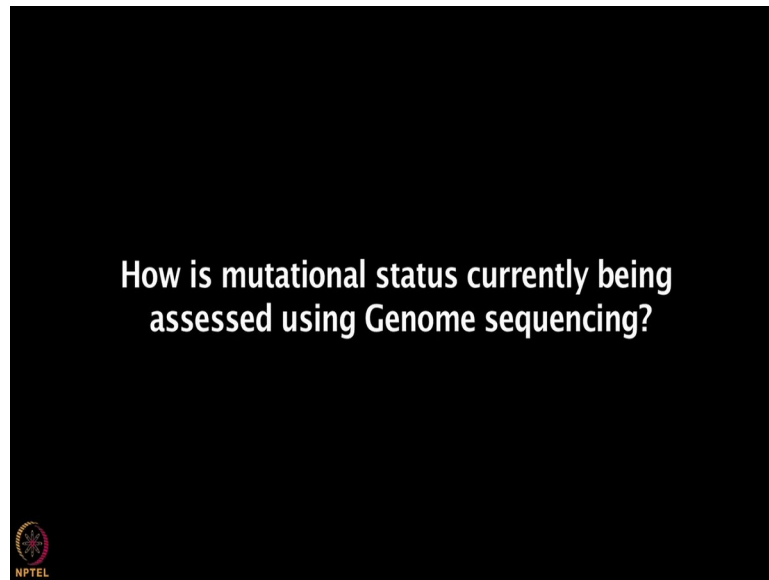 How is mutational status currently being
assessed using Genome sequencing?
NPTEL